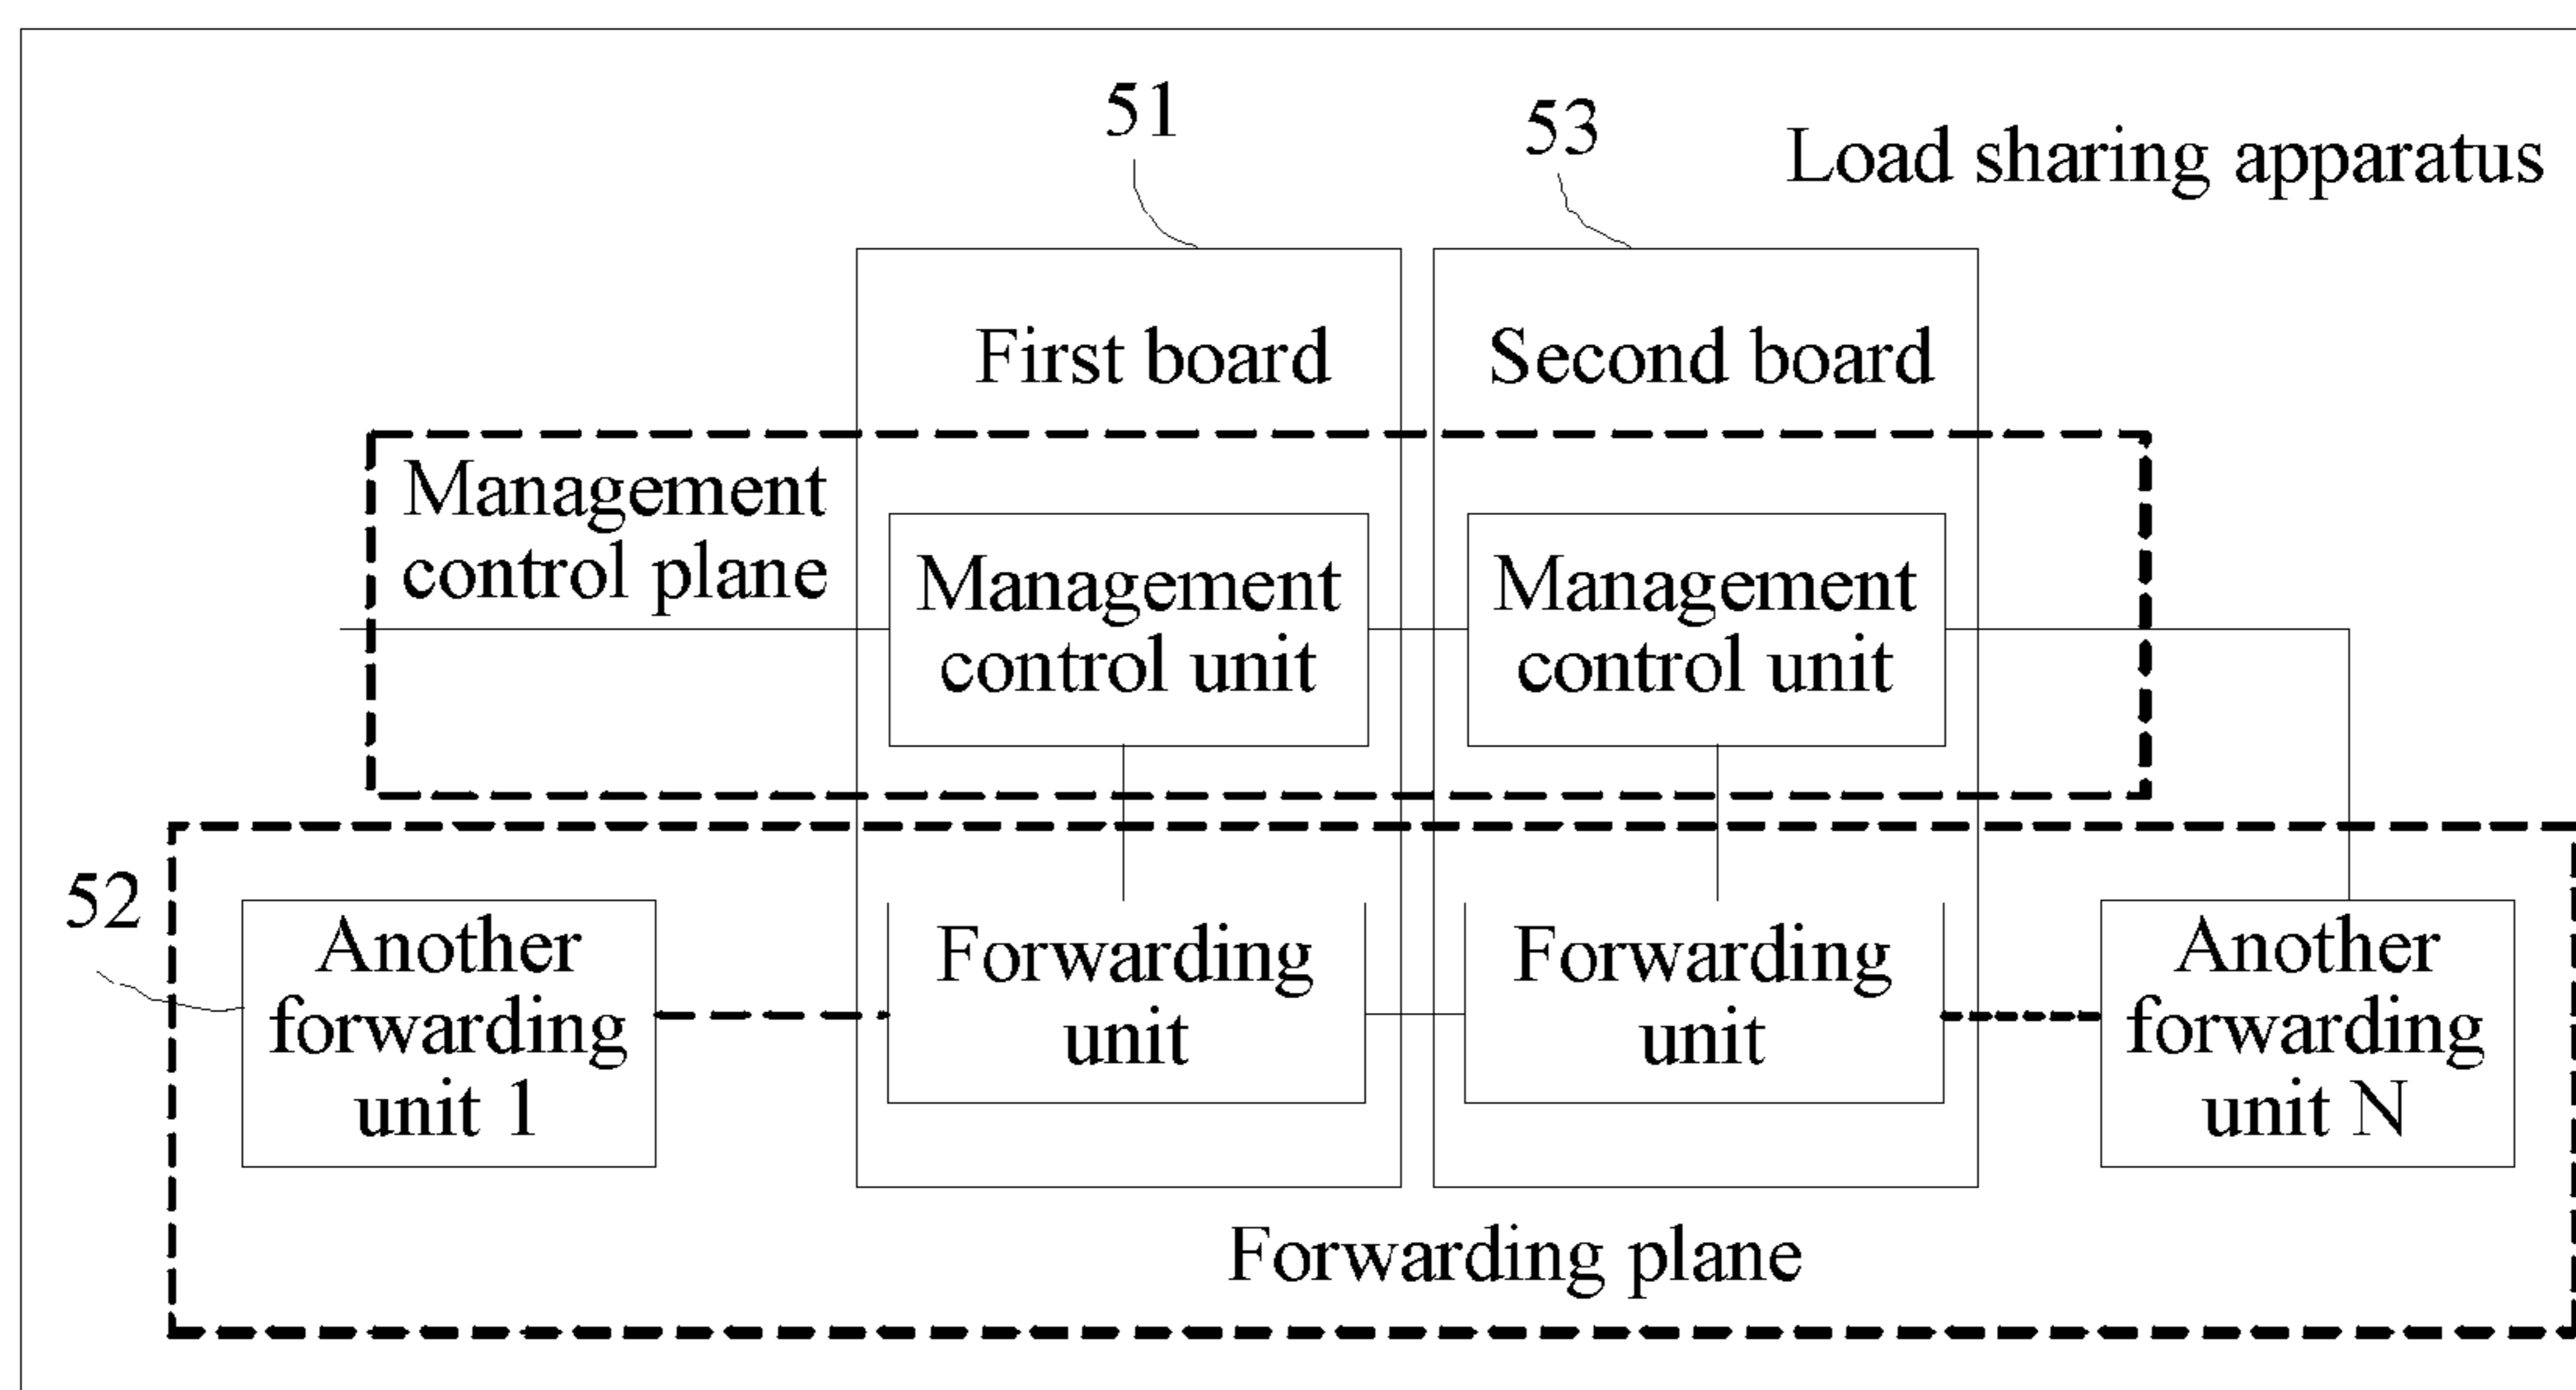 51
53
Load sharing apparatus
First board
Second board
Management
control plane
Management
control unit
Management
control unit
52
Another
forwarding
unit 1
Forwarding
unit
Forwarding
unit
Another
forwarding
unit N
Forwarding plane